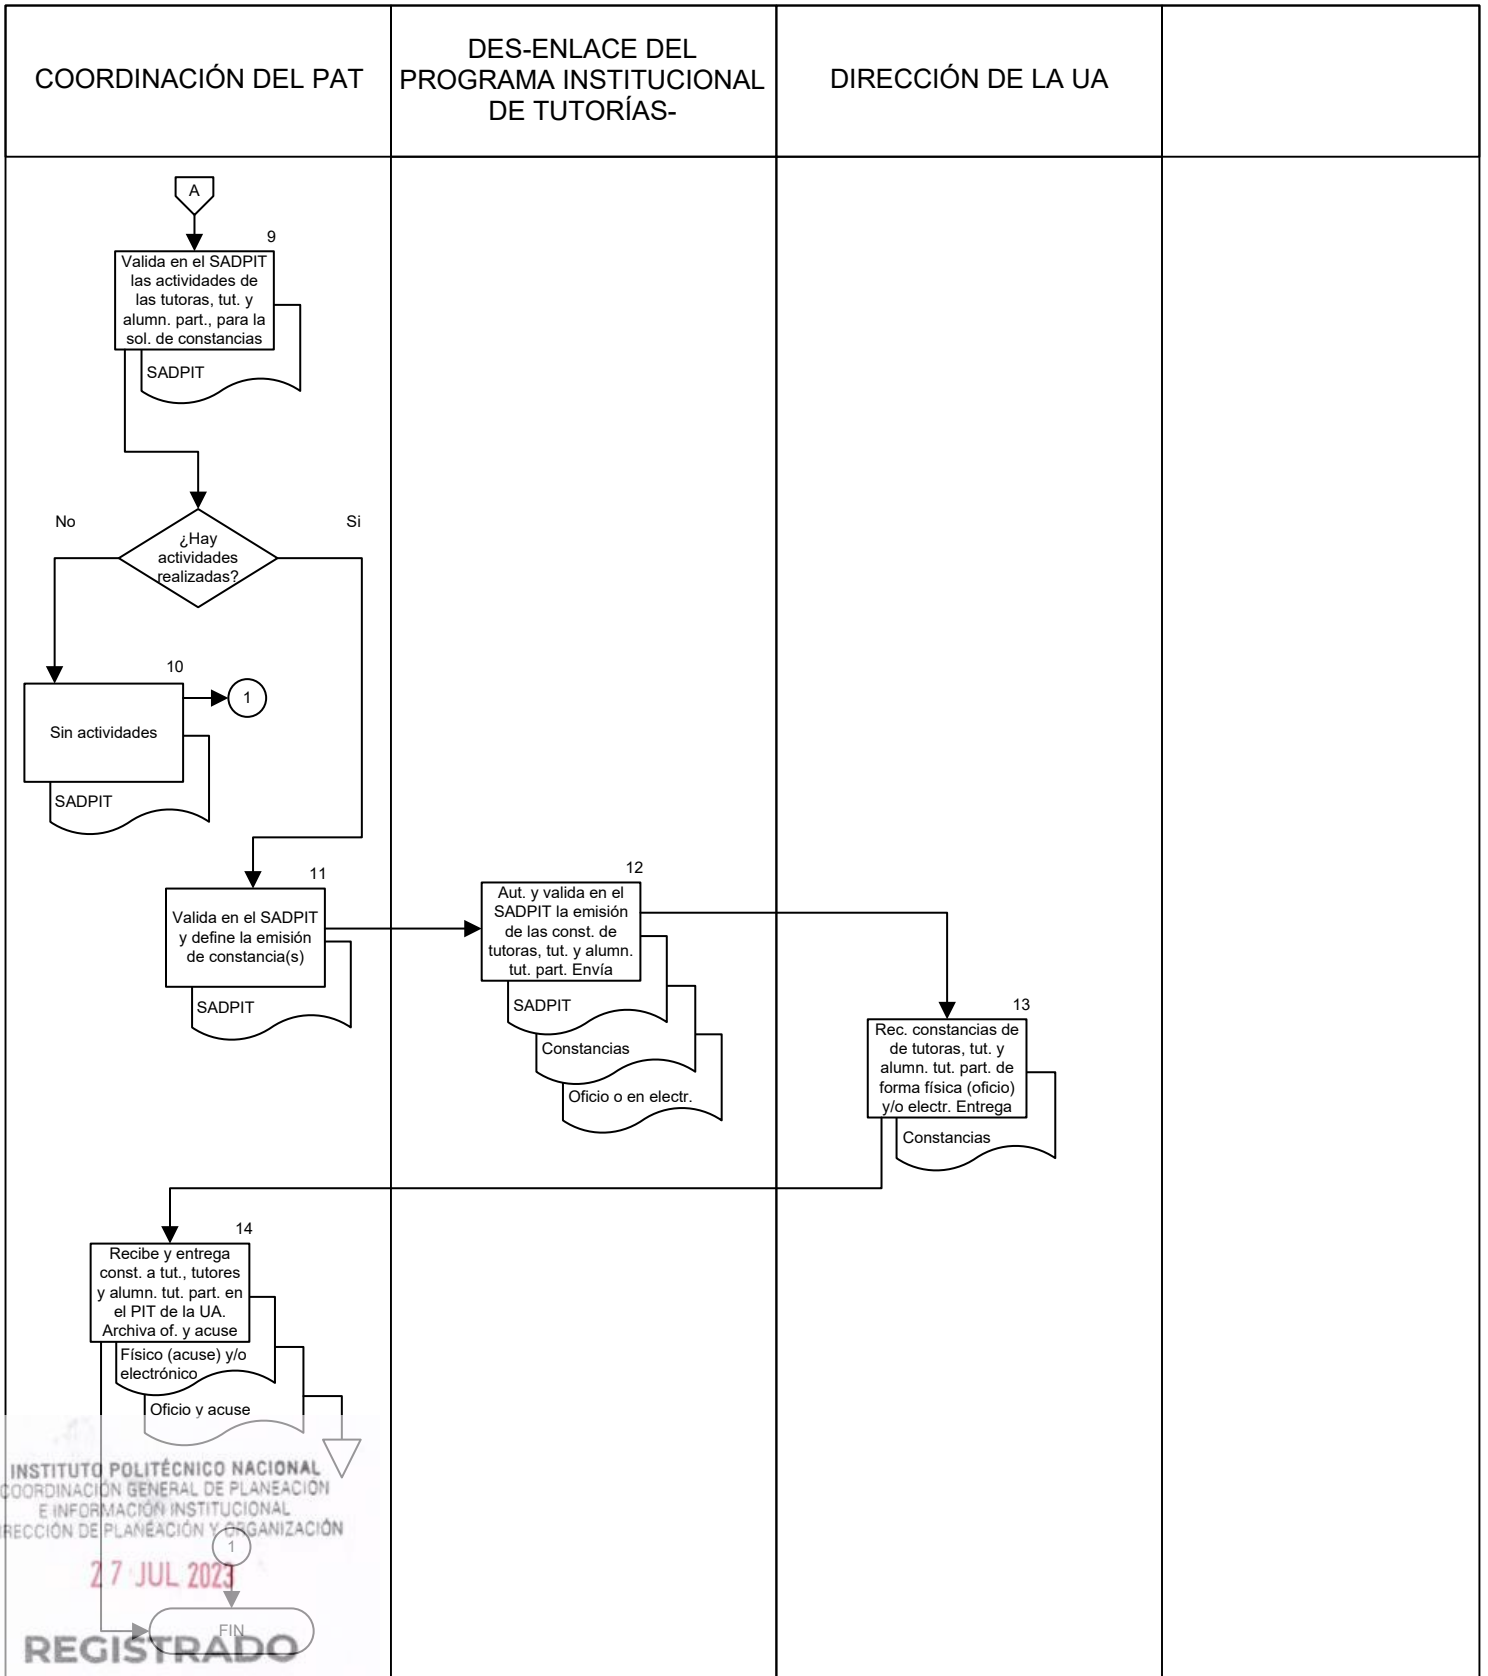 COORDINACIÓN DEL PAT
DES-ENLACE DEL
PROGRAMA INSTITUCIONAL
DE TUTORÍAS-
DIRECCIÓN DE LA UA
A
9
Valida en el SADPIT
las actividades de
las tutoras, tut. y
alumn. part., para la
sol. de constancias
SADPIT
No
Si
¿Hay
actividades
realizadas?
10
Sin actividades
1
SADPIT
11
Valida en el SADPIT
y define la emisión
de constancia(s)
SADPIT
12
Aut. y valida en el
SADPIT la emisión
de las const. de
tutoras, tut. y alumn.
tut. part. Envía
SADPIT
Constancias
Oficio o en electr.
13
Rec. constancias de
de tutoras, tut. y
alumn. tut. part. de
forma física (oficio)
y/o electr. Entrega
Constancias
14
Recibe y entrega
const. a tut., tutores
y alumn. tut. part. en
el PIT de la UA.
Archiva of. y acuse
Físico (acuse) y/o
electrónico
Oficio y acuse
INSTITUTO POLITÉCNICO NACIONAL
COORDINACIÓN GENERAL DE PLANEACIÓN
E INFORMACIÓN INSTITUCIONAL
RECCIÓN DE PLANEACIÓN Y ORGANIZACIÓN
1
27 JUL 2023
FIN
REGISTRADO